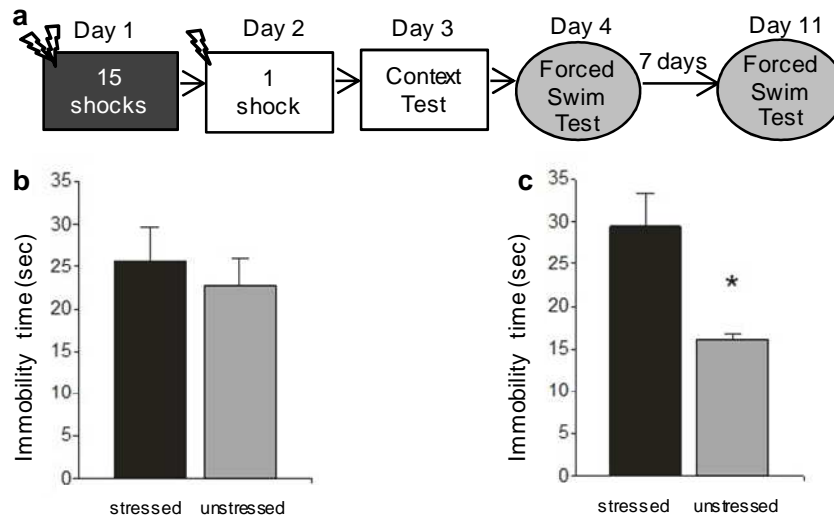 a
Day 1
Day 2
Day 3
Day 4
Day 11
15
shocks
1
shock
Context
Test
Forced
Swim
Test
7 days
Forced
Swim
Test
b
Immobility time (sec)
35
30
25
20
15
10
5
0
stressed unstressed
c
Immobility time (sec)
35
30
25
20
15
10
5
0
*
stressed unstressed